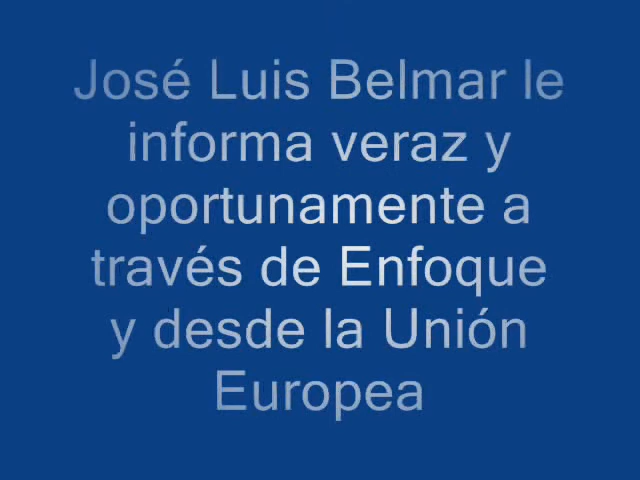 José Luis Belmar le
informa veraz y
oportunamente a
través de Enfoque
y desde la Unión
Europea